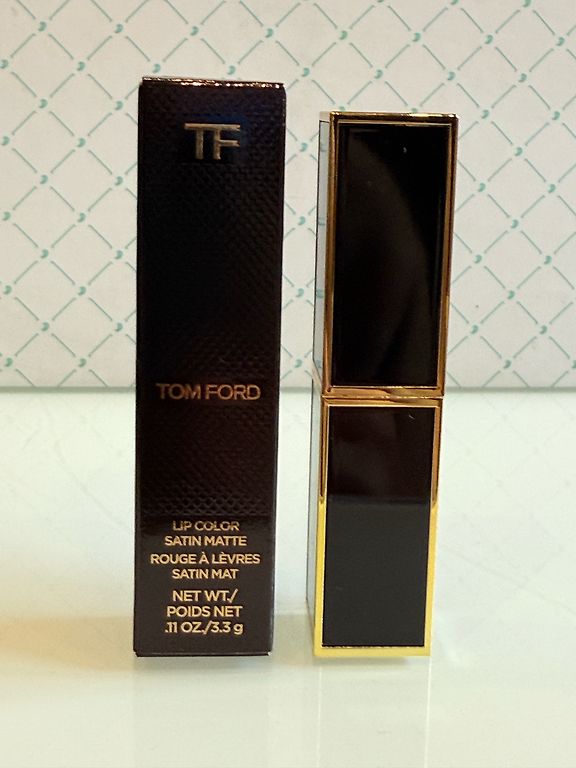 TF
TOM FORD
LIP COLOR
SATIN MATTE
ROUGE À LÈVRES
SATIN MAT
NET WT./
POIDS NET
.11 OZ./3.3 g